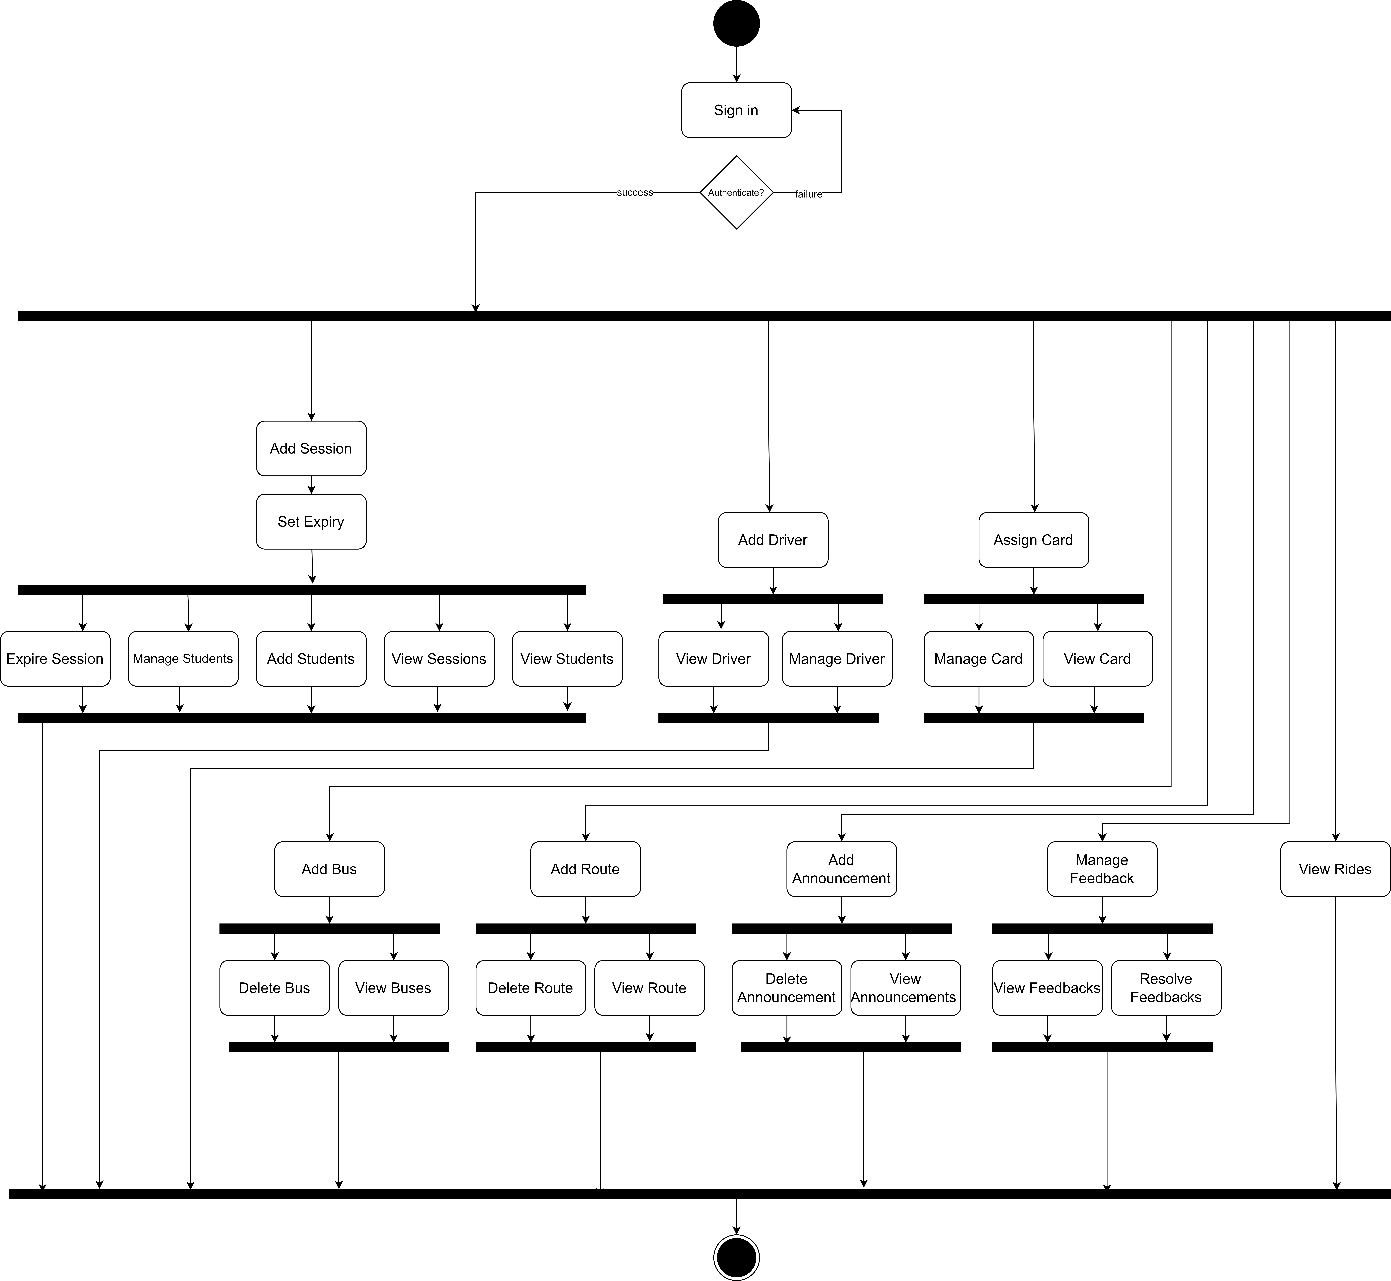 Sign in
success
Authenticate?
failure
Add Session
Set Expiry
Add Driver
Assign Card
Expire Session
Manage Students
Add Students
View Sessions
View Students
View Driver
Manage Driver
Manage Card
View Card
Add Bus
Add Route
Add
Announcement
Manage
Feedback
View Rides
Delete Bus
View Buses
Delete Route
View Route
Delete
Announcement
View
Announcements
View Feedbacks
Resolve
Feedbacks